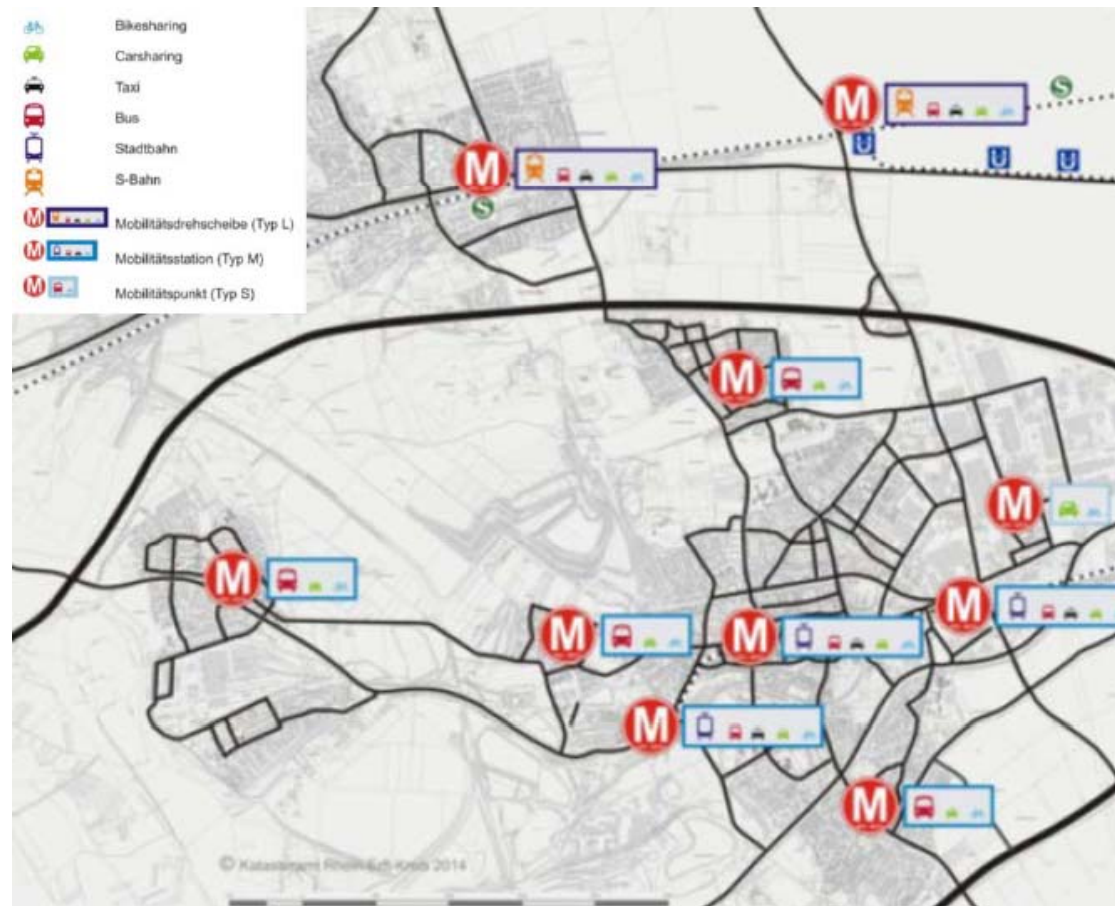 Bikesharing
Carsharing
Taxi
Bus
Stadtbahn
S-Bahn
M Mobilitätsdrehscheibe (Typ L)
M Mobilitätsstation (Typ M)
M Mobilitätspunkt (Typ S)
S
M
U
U
U
M
S
M
M
M
M
M
M
M
M
© Katasteramt Rhein-Erft-Kreis 2014